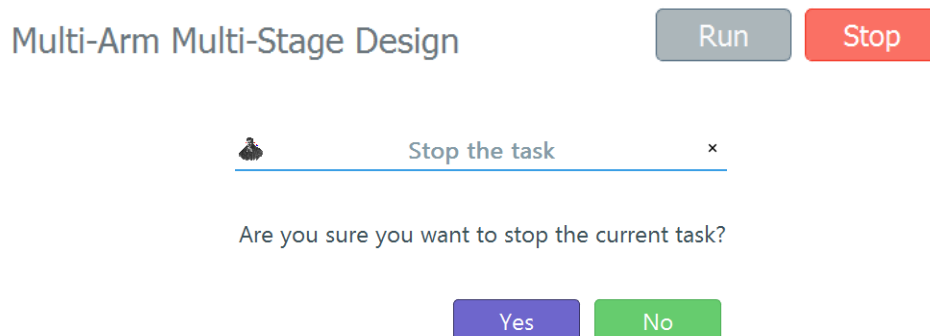 Multi-Arm Multi-Stage Design
Run
Stop
Stop the task
×
Are you sure you want to stop the current task?
Yes
No